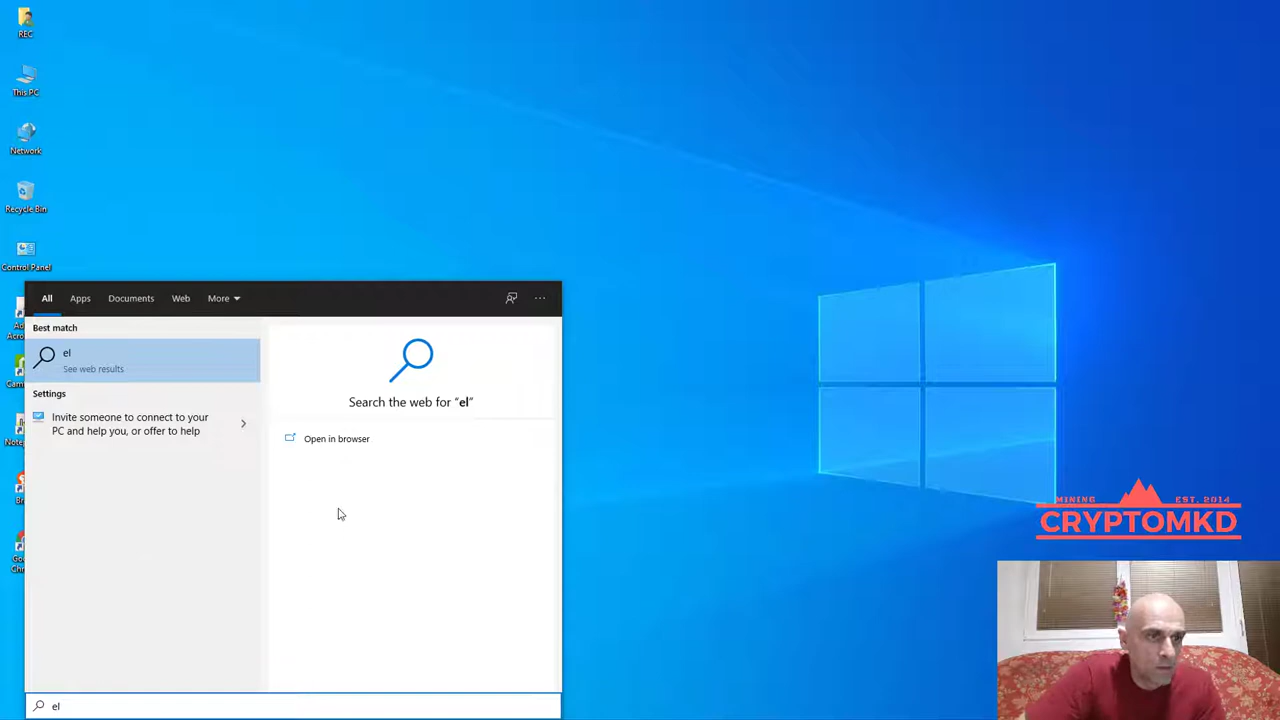 REC
This PC
Network
Recycle Bin
Control Panel
All Apps Documents Web More
Best match
el
See web results
Settings
Invite someone to connect to your
PC and help you, or offer to help
Search the web for “el”
Open in browser
el
MINING EST. 2014
CRYPTOMKD